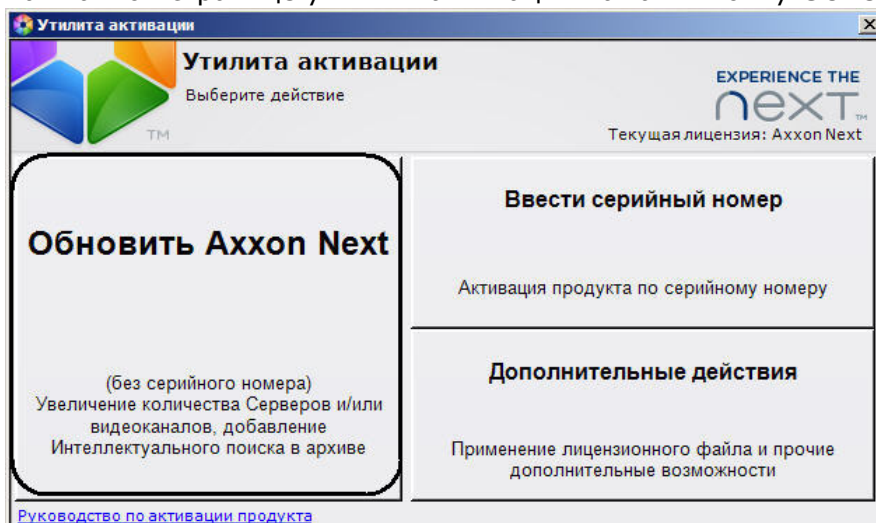 Утилита активации
Утилита активации
Выберите действие
EXPERIENCE THE
next
TM
TM
Текущая лицензия: Axxon Next
Обновить Axxon Next
(без серийного номера)
Увеличение количества Серверов и/или
видеоканалов, добавление
Интеллектуального поиска в архиве
Ввести серийный номер
Активация продукта по серийному номеру
Дополнительные действия
Применение лицензионного файла и прочие
дополнительные возможности
Руководство по активации продукта